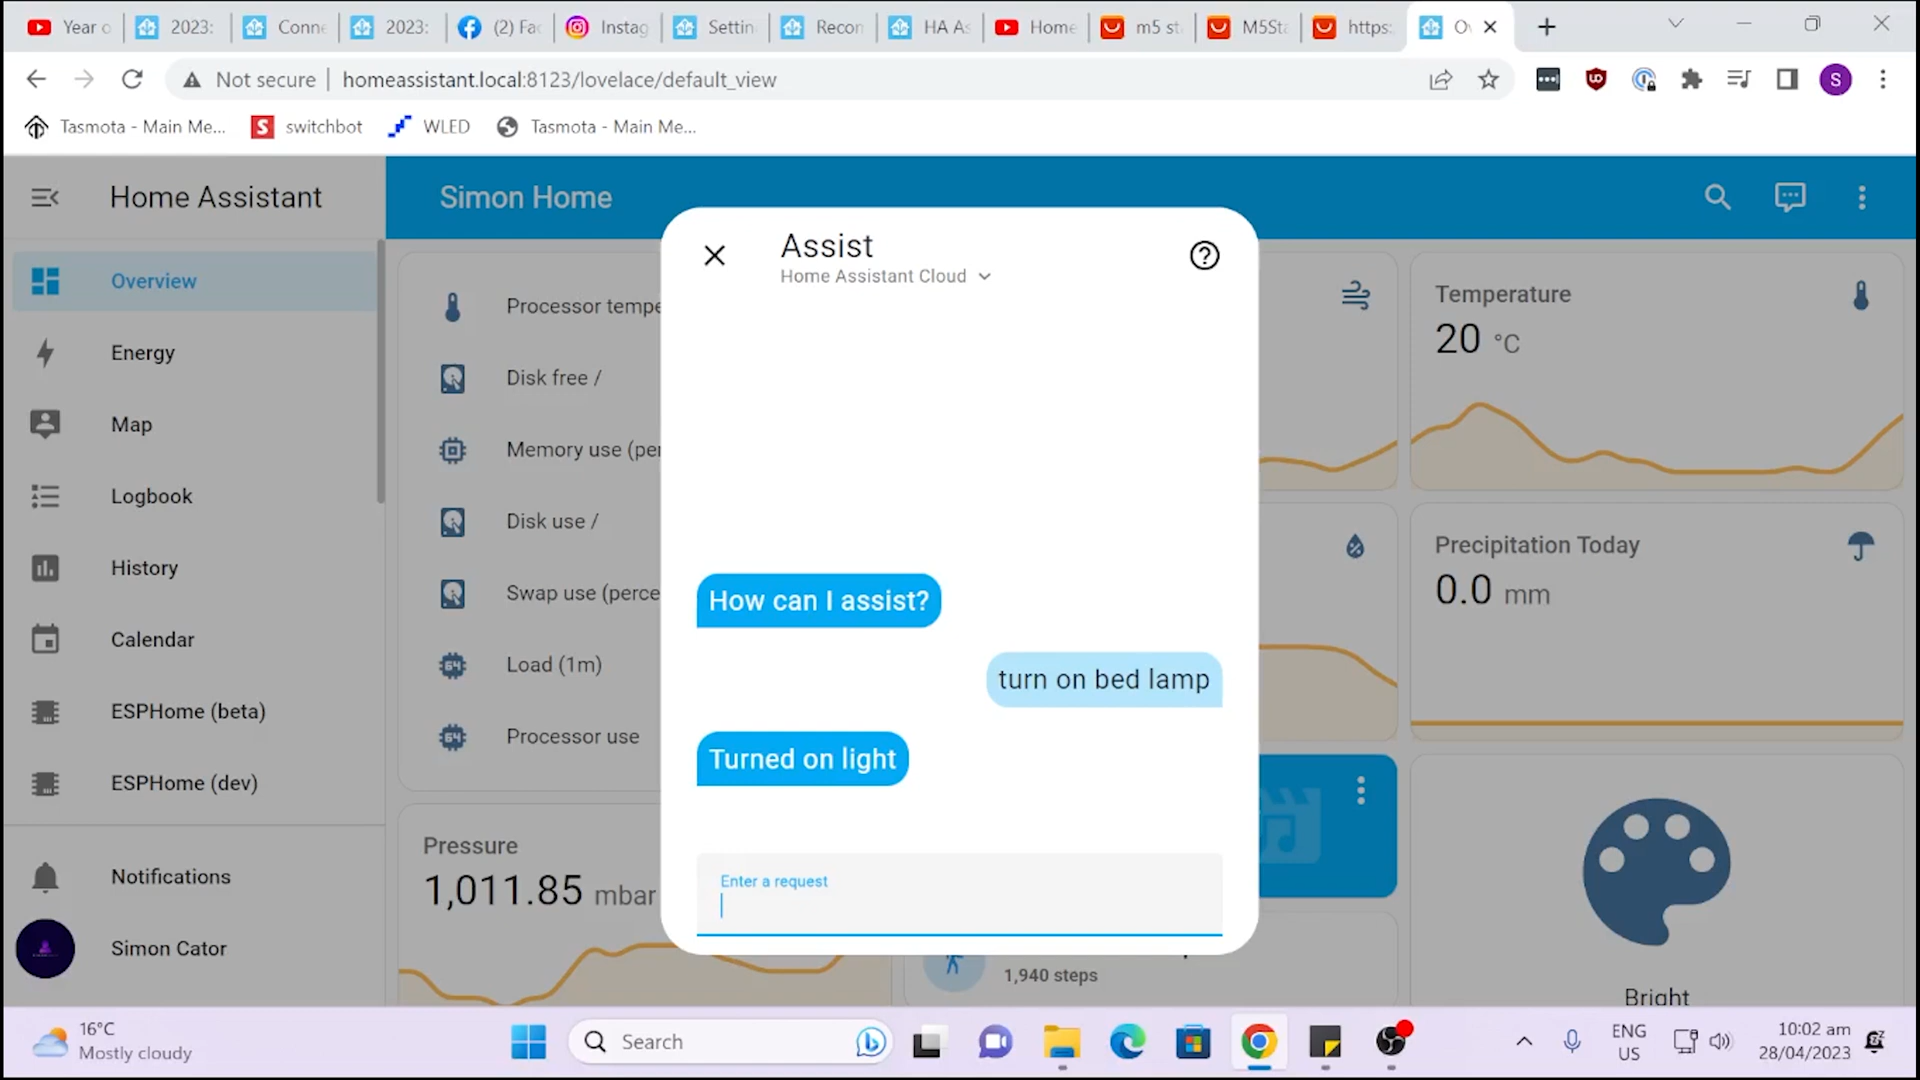 Year o
2023:
Conne
2023:
(2) Fac
Instag
Settin
Recon
HA As
Home
m5 st
M5Sta
https:
Ov
Not secure
homeassistant.local:8123/lovelace/default_view
S
Tasmota - Main Me...
S
switchbot
WLED
Tasmota - Main Me...
Home Assistant
Simon Home
Overview
Energy
Map
Logbook
History
Calendar
ESPHome (beta)
ESPHome (dev)
Notifications
Simon Cator
Processor tempe
Disk free /
Memory use (per
Disk use /
Swap use (perce
64
Load (1m)
64
Processor use
Pressure
1,011.85 mbar
Assist
Home Assistant Cloud
How can I assist?
turn on bed lamp
Turned on light
Enter a request
1,940 steps
Temperature
20 °C
Precipitation Today
0.0 mm
Bright
16°C
Mostly cloudy
Search
ENG
US
10:02 am
28/04/2023